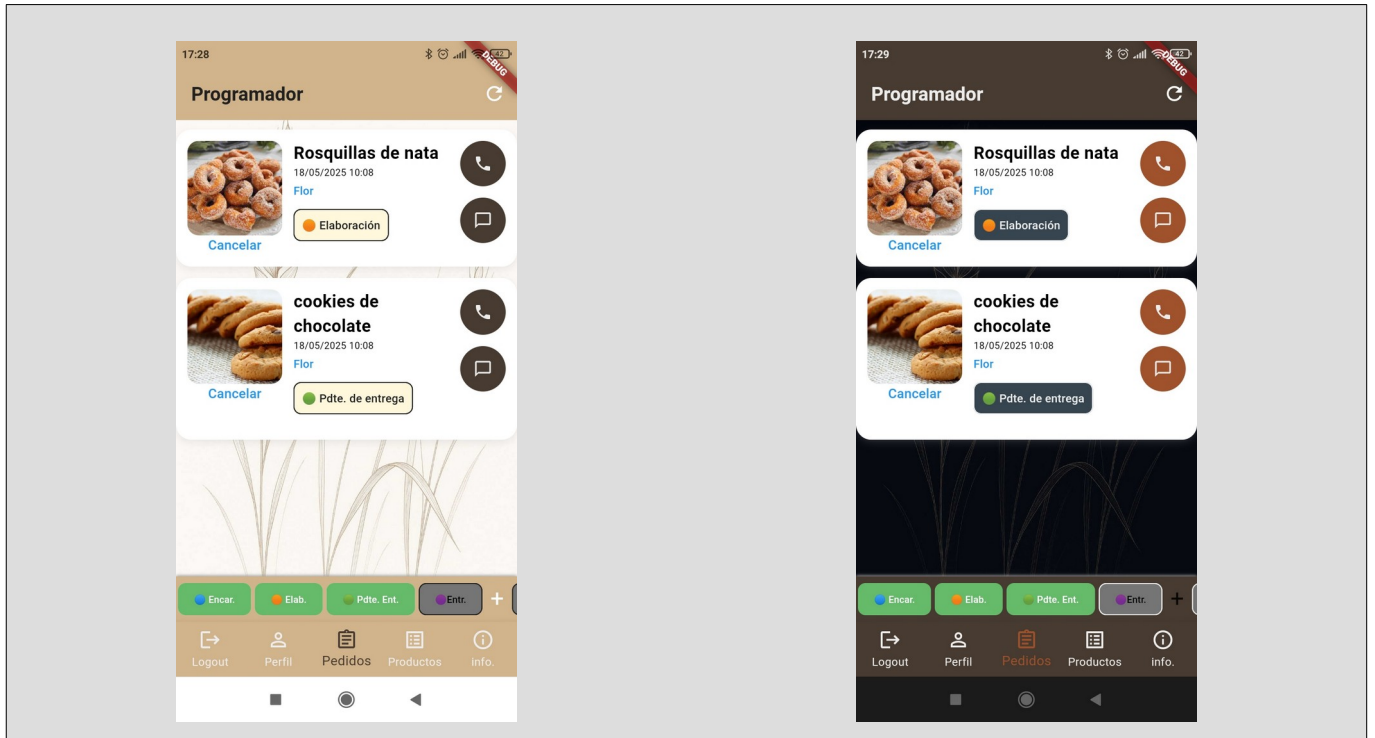 17:28
42
DEBUG
Programador
Rosquillas de nata
18/05/2025 10:08
Flor
Elaboración
Cancelar
cookies de
chocolate
18/05/2025 10:08
Flor
Cancelar
Pdte. de entrega
Encar. Elab. Pdte. Ent. Entr. +
Logout Perfil Pedidos Productos info.
17:29
42
DEBUG
Programador
Rosquillas de nata
18/05/2025 10:08
Flor
Elaboración
Cancelar
cookies de
chocolate
18/05/2025 10:08
Flor
Cancelar
Pdte. de entrega
Encar. Elab. Pdte. Ent. Entr. +
Logout Perfil Pedidos Productos info.